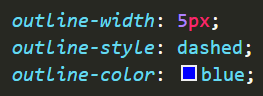 outline-width: 5px;
outline-style: dashed;
outline-color: blue;